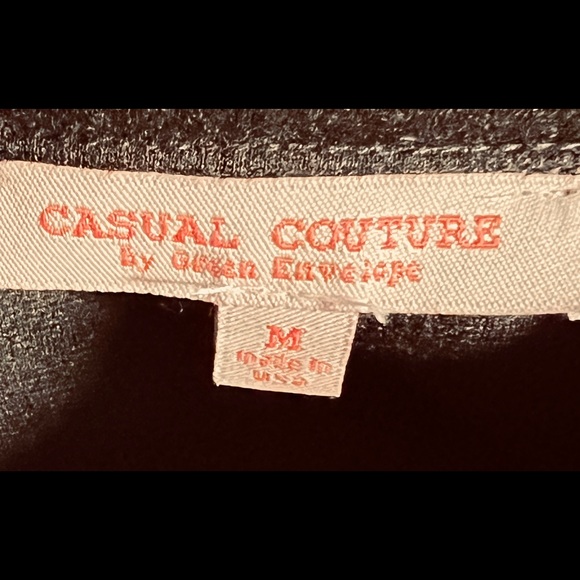 CASUAL COUTURE
By Green Envelope
M
made in
usa